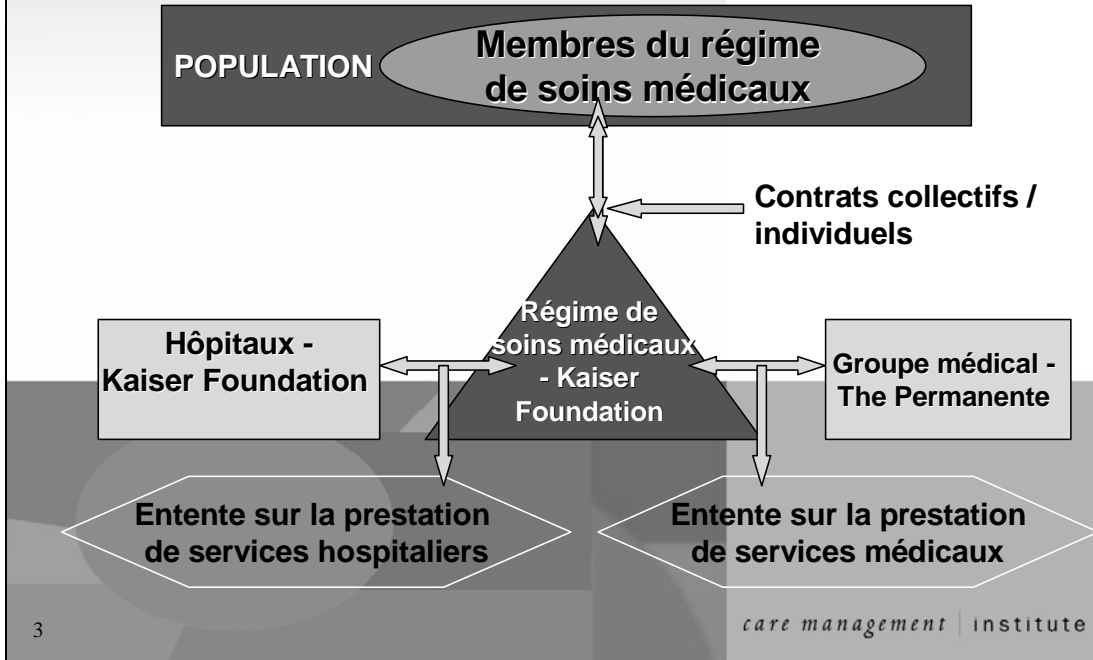 POPULATION
Membres du régime
de soins médicaux
Contrats collectifs /
individuels
Hôpitaux -
Kaiser Foundation
Régime de
soins médicaux
- Kaiser
Foundation
Groupe médical -
The Permanente
Entente sur la prestation
de services hospitaliers
Entente sur la prestation
de services médicaux
3
care management | institute